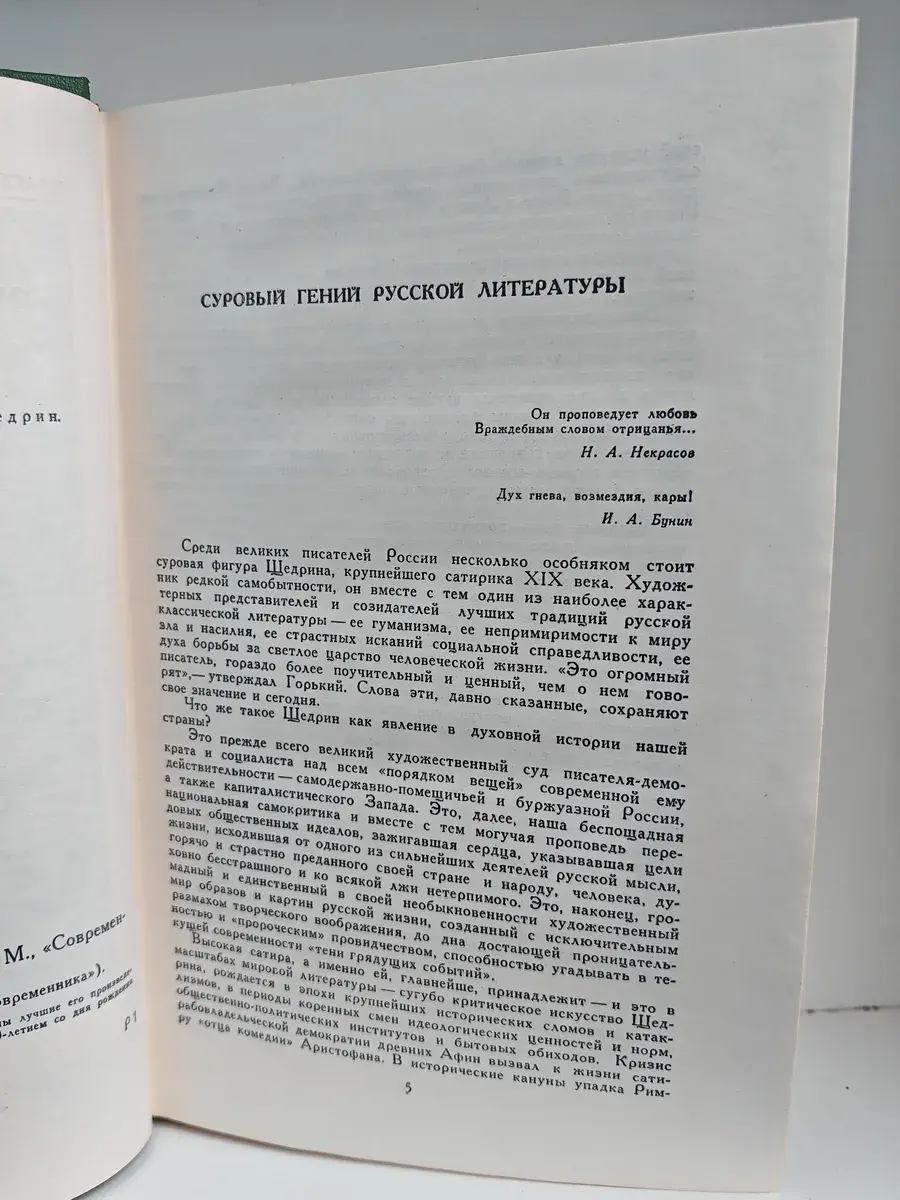 едрин.
М., «Современ-
овременника»).
ны лучшие его произведе-
-летием со дня рождения
Р1
СУРОВЫЙ ГЕНИЙ РУССКОЙ ЛИТЕРАТУРЫ
Он проповедует любовь
Враждебным словом отрицанья...
Н. А. Некрасов
Дух гнева, возмездия, кары!
И. А. Бунин
Среди великих писателей России несколько особняком стоит
суровая фигура Щедрина, крупнейшего сатирика XIX века. Худож-
ник редкой самобытности, он вместе с тем один из наиболее харак-
терных представителей и созидателей лучших традиций русской
классической литературы — ее гуманизма, ее непримиримости к миру
зла и насилия, ее страстных исканий социальной справедливости, ее
духа борьбы за светлое царство человеческой жизни. «Это огромный
писатель, гораздо более поучительный и ценный, чем о нем гово-
рят»,— утверждал Горький. Слова эти, давно сказанные, сохраняют
свое значение и сегодня.
Что же такое Щедрин как явление в духовной истории нашей
страны?
Это прежде всего великий художественный суд писателя-демо-
крата и социалиста над всем «порядком вещей» современной ему
действительности — самодержавно-помещичьей и буржуазной России,
а также капиталистического Запада. Это, далее, наша беспощадная
национальная самокритика и вместе с тем могучая проповедь пере-
довых общественных идеалов, зажигавшая сердца, указывавшая цели
жизни, исходившая от одного из сильнейших деятелей русской мысли,
горячо и страстно преданного своей стране и народу, человека, ду-
ховно бесстрашного и ко всякой лжи нетерпимого. Это, наконец, гро-
мадный и единственный в своей необыкновенности художественный
мир образов и картин русской жизни, созданный с исключительным
размахом творческого воображения, до дна достающей проницатель-
ностью и «пророческим» провидчеством, способностью угадывать в те-
кущей современности «тени грядущих событий».
Высокая сатира, а именно ей, главнейше, принадлежит — и это в
масштабах мировой литературы — сугубо критическое искусство Щед-
рина, рождается в эпохи крупнейших исторических сломов и катак-
лизмов, в периоды коренных смен идеологических ценностей и норм,
общественно-политических институтов и бытовых обиходов. Кризис
рабовладельческой демократии древних Афин вызвал к жизни сати-
ру «отца комедии» Аристофана. В исторические кануны упадка Рим-
5